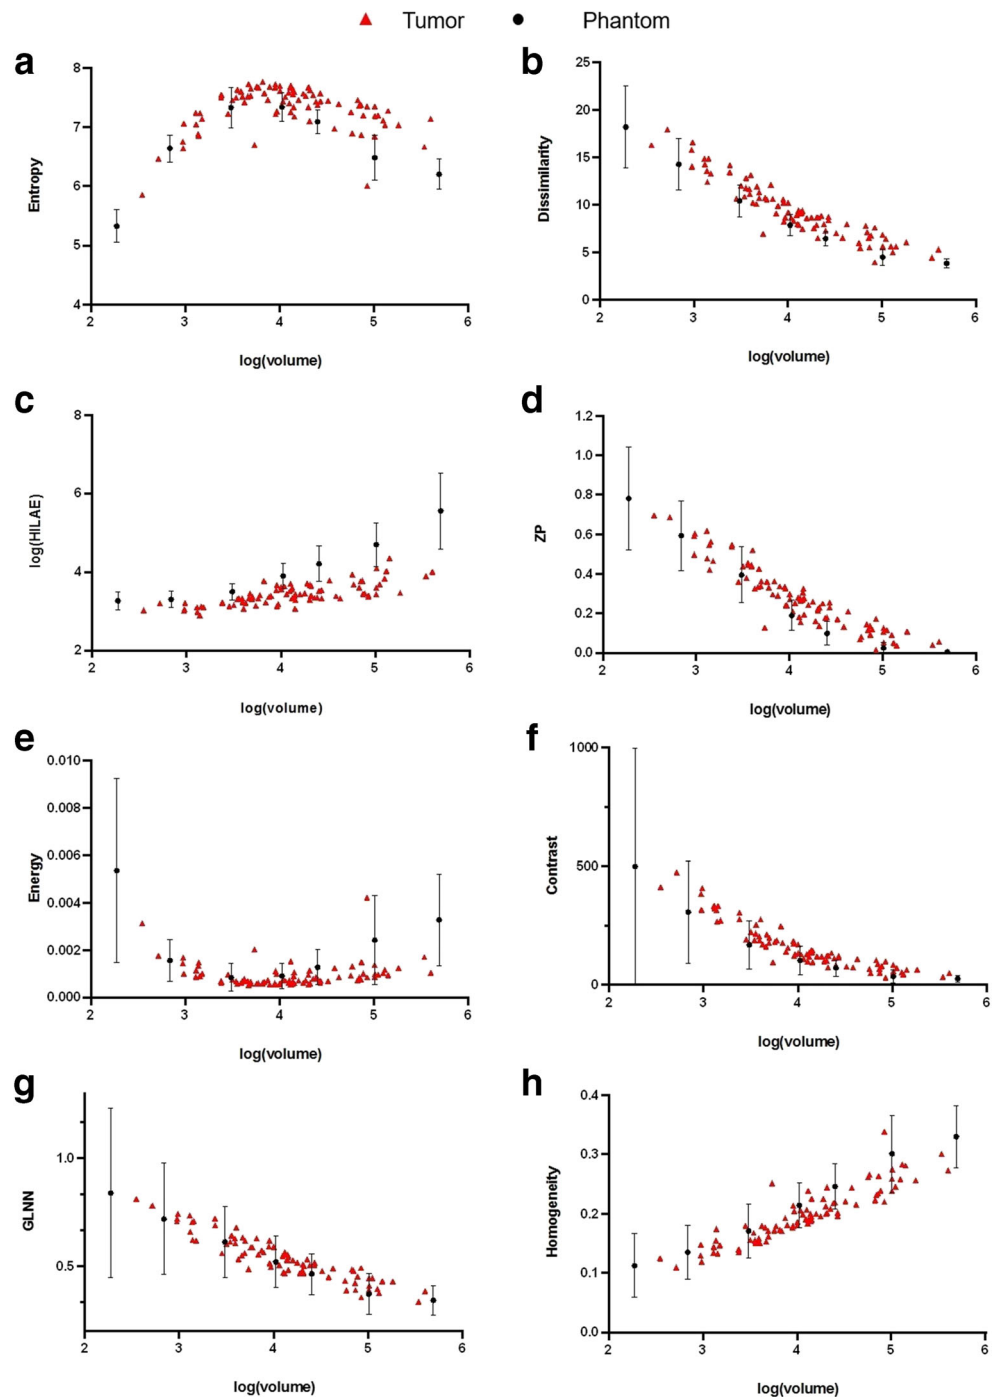 Tumor Phantom
a b
8
7
6
5
4
Entropy
2 3 4 5 6
log(volume)
25
20
15
10
5
0
Dissimilarity
2 3 4 5 6
log(volume)
c d
8
6
4
2
log(HILAE)
2 3 4 5 6
log(volume)
1.2
1.0
0.8
0.6
0.4
0.2
0.0
ZP
2 3 4 5 6
log(volume)
e f
0.010
0.008
0.006
0.004
0.002
0.000
Energy
2 3 4 5 6
log(volume)
1000
500
0
Contrast
2 3 4 5 6
log(volume)
g h
1.0
0.5
GLNN
2 3 4 5 6
log(volume)
0.4
0.3
0.2
0.1
0.0
Homogeneity
2 3 4 5 6
log(volume)